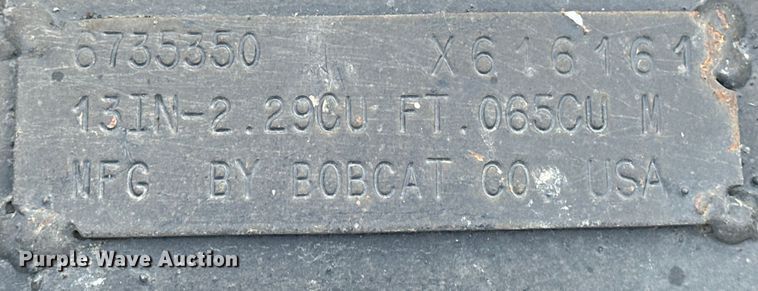 6735350 X616161
13IN-2.29CU FT .065CU M
MFG BY BOBCAT CO. USA
Purple Wave Auction